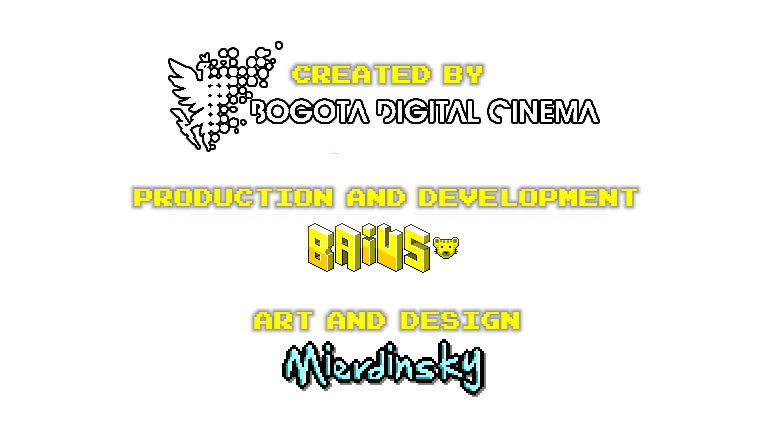 CREATED BY
BOGOTA DIGITAL CINEMA
PRODUCTION AND DEVELOPMENT
BAiUS
ART AND DESIGN
Mierdinsky